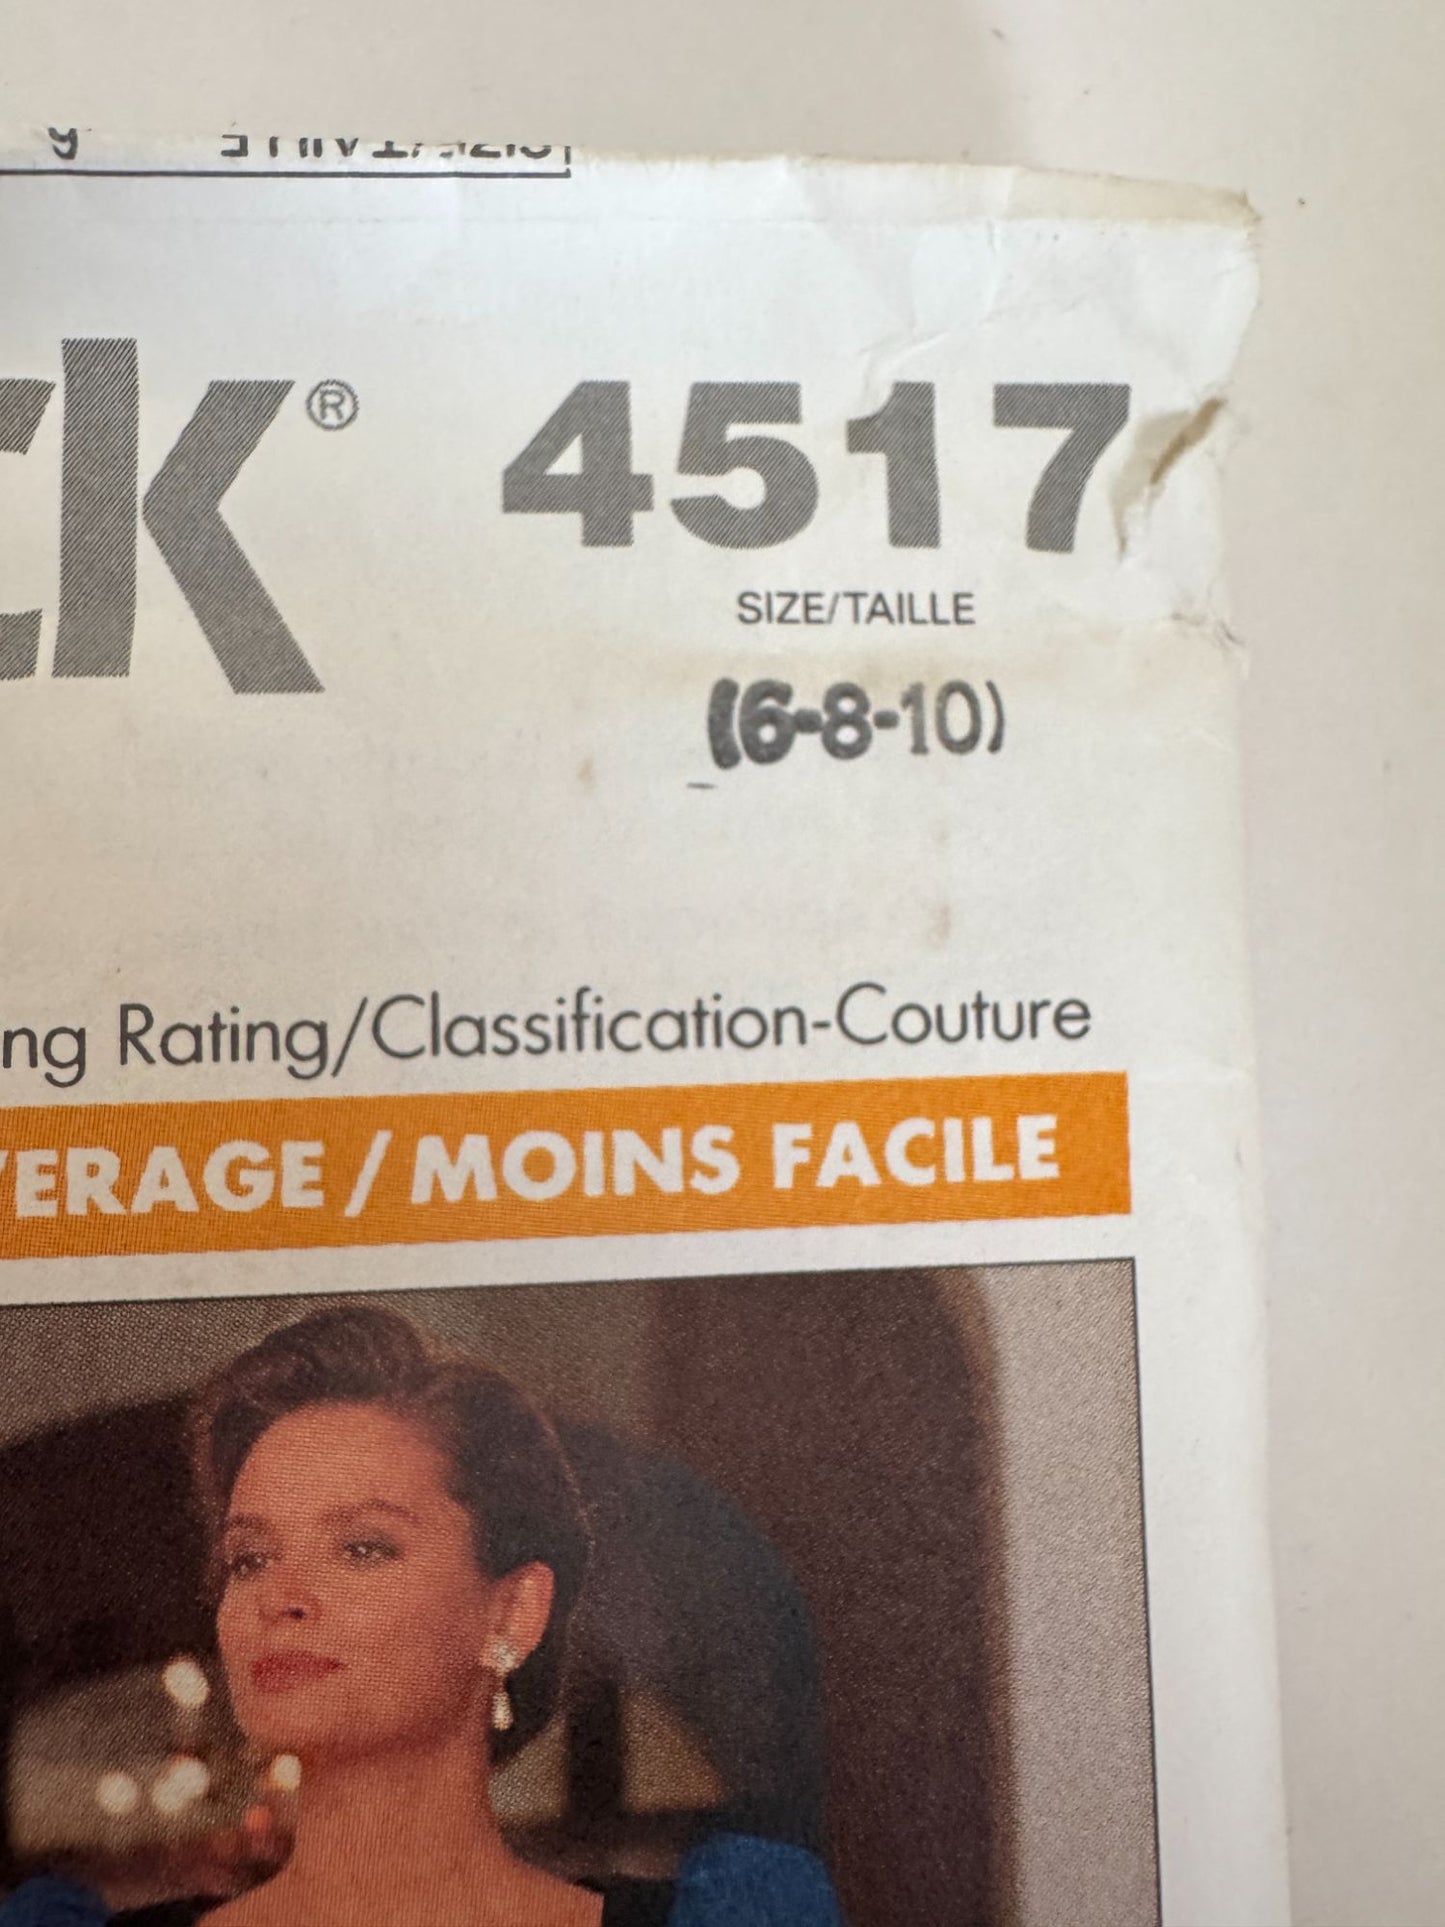 ck® 4517
SIZE/TAILLE
(6-8-10)
ng Rating/Classification-Couture
VERAGE / MOINS FACILE